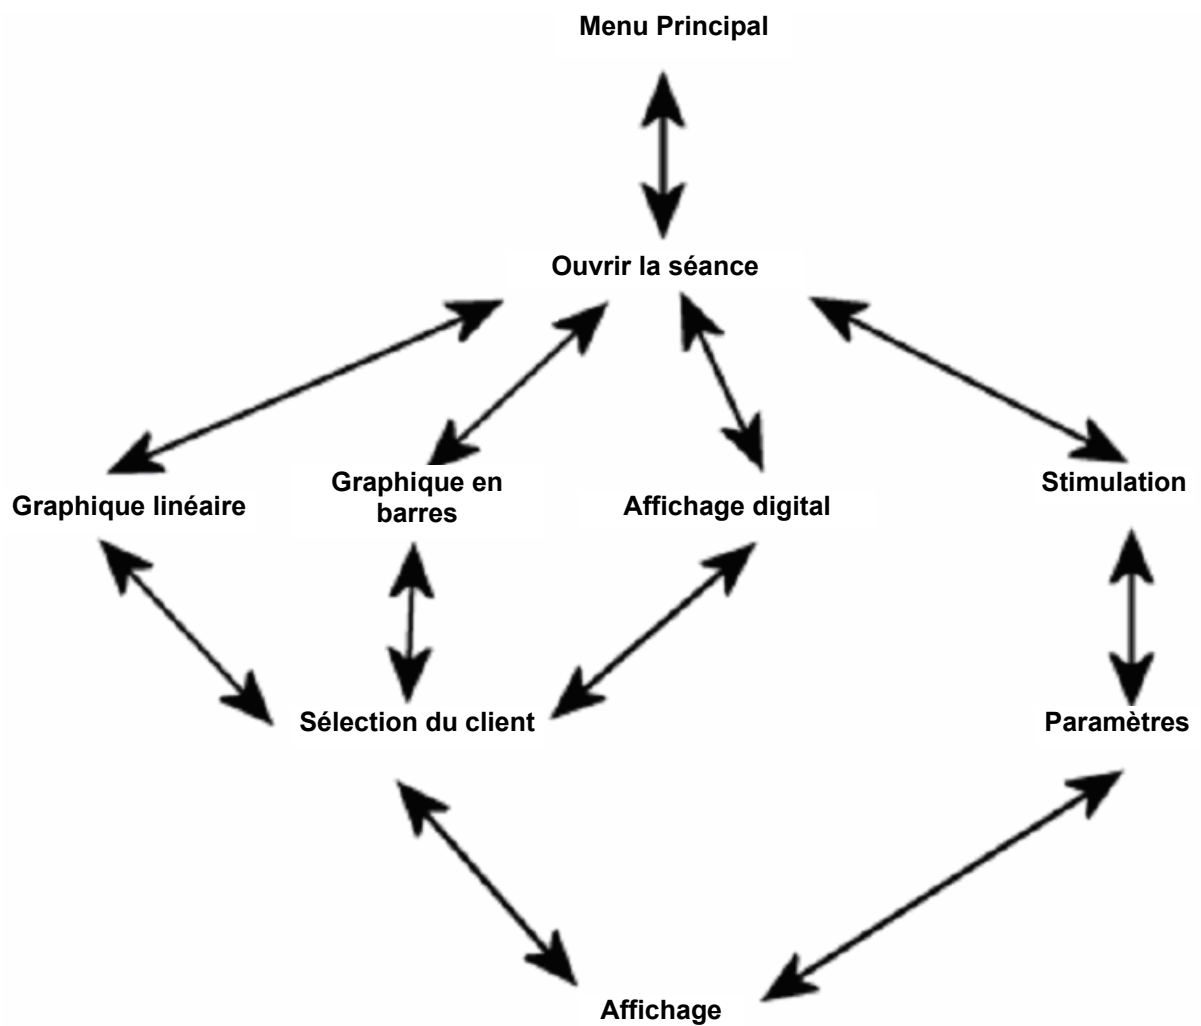 Menu Principal
Ouvrir la séance
Graphique linéaire
Graphique en
barres
Affichage digital
Stimulation
Sélection du client
Paramètres
Affichage